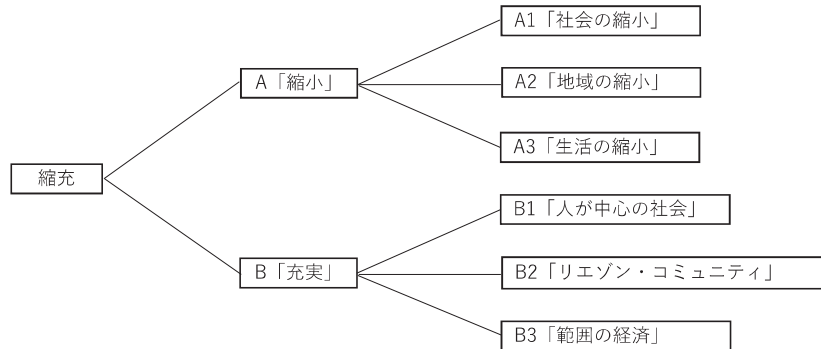 縮充
A「縮小」
A1「社会の縮小」
A2「地域の縮小」
A3「生活の縮小」
B「充実」
B1「人が中心の社会」
B2「リエゾン・コミュニティ」
B3「範囲の経済」